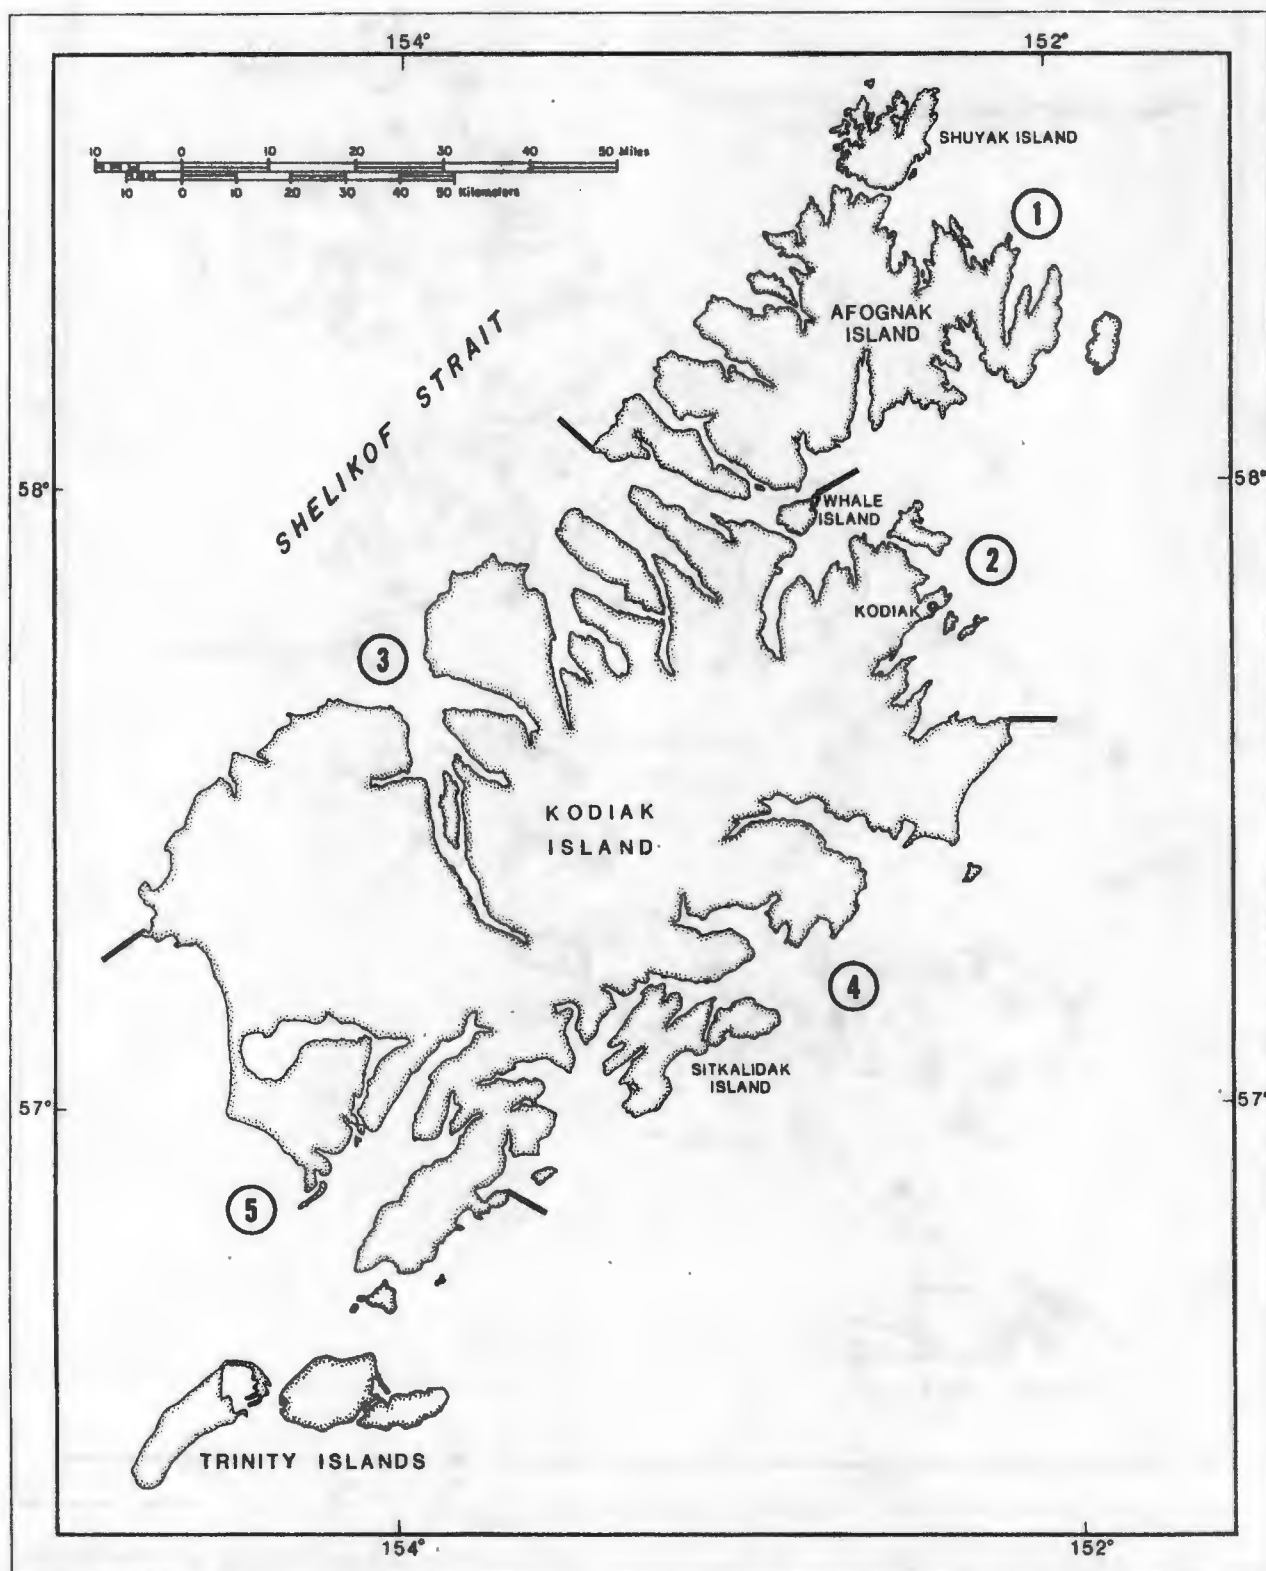 154°
152°
SHUYAK ISLAND
10 0 10 20 30 40 50 Miles
10 0 10 20 30 40 50 Kilometers
1
AFOGNAK
ISLAND
SHELIKOF STRAIT
58°
58°
WHALE
ISLAND
2
KODIAK
3
KODIAK
ISLAND
4
SITKALIDAK
ISLAND
57°
57°
5
TRINITY ISLANDS
154°
152°